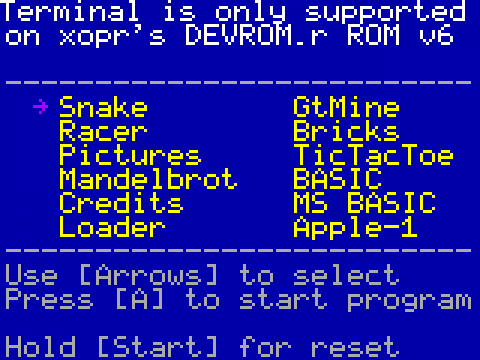 Terminal is only supported
on xopr's DEVROM.r ROM v6
--------------------------
→ Snake GtMine
Racer Bricks
Pictures TicTacToe
Mandelbrot BASIC
Credits MS BASIC
Loader Apple-1
--------------------------
Use [Arrows] to select
Press [A] to start program
Hold [Start] for reset